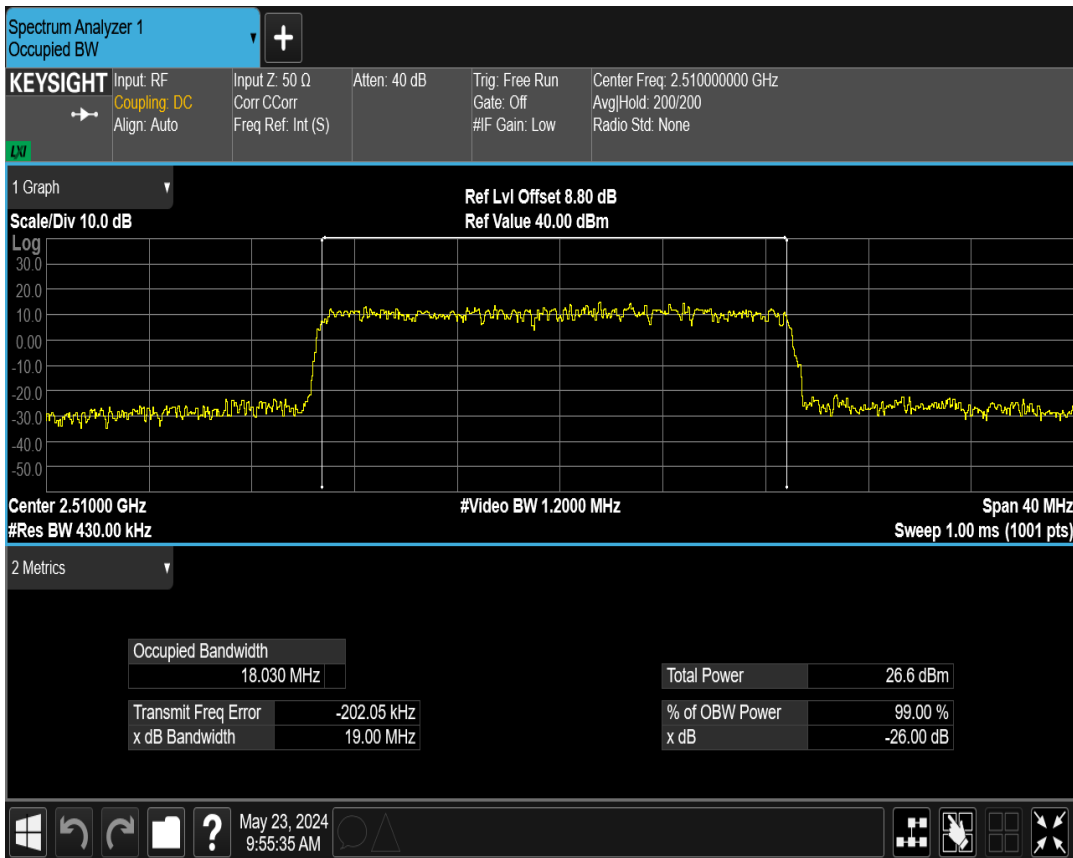 Spectrum Analyzer 1
Occupied BW
KEYSIGHT
LXI
Input: RF
Coupling: DC
Align: Auto
Input Z: 50 Ω
Corr CCorr
Freq Ref: Int (S)
Atten: 40 dB
Trig: Free Run
Gate: Off
#IF Gain: Low
Center Freq: 2.510000000 GHz
Avg|Hold: 200/200
Radio Std: None
1 Graph
Scale/Div 10.0 dB
Ref Lvl Offset 8.80 dB
Ref Value 40.00 dBm
Log
30.0
20.0
10.0
0.00
-10.0
-20.0
-30.0
-40.0
-50.0
Center 2.51000 GHz
#Res BW 430.00 kHz
#Video BW 1.2000 MHz
Span 40 MHz
Sweep 1.00 ms (1001 pts)
2 Metrics
Occupied Bandwidth
18.030 MHz
Transmit Freq Error -202.05 kHz
x dB Bandwidth 19.00 MHz
Total Power 26.6 dBm
% of OBW Power 99.00 %
x dB -26.00 dB
May 23, 2024
9:55:35 AM